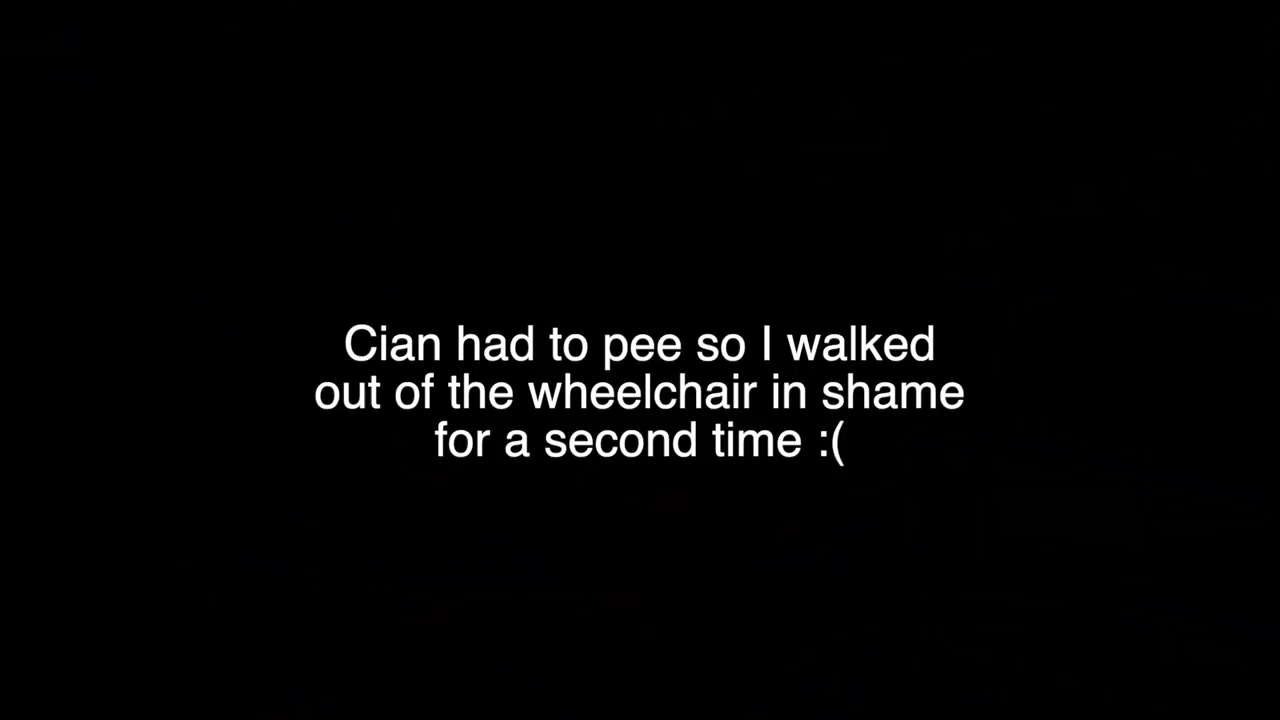 Cian had to pee so I walked
out of the wheelchair in shame
for a second time :(